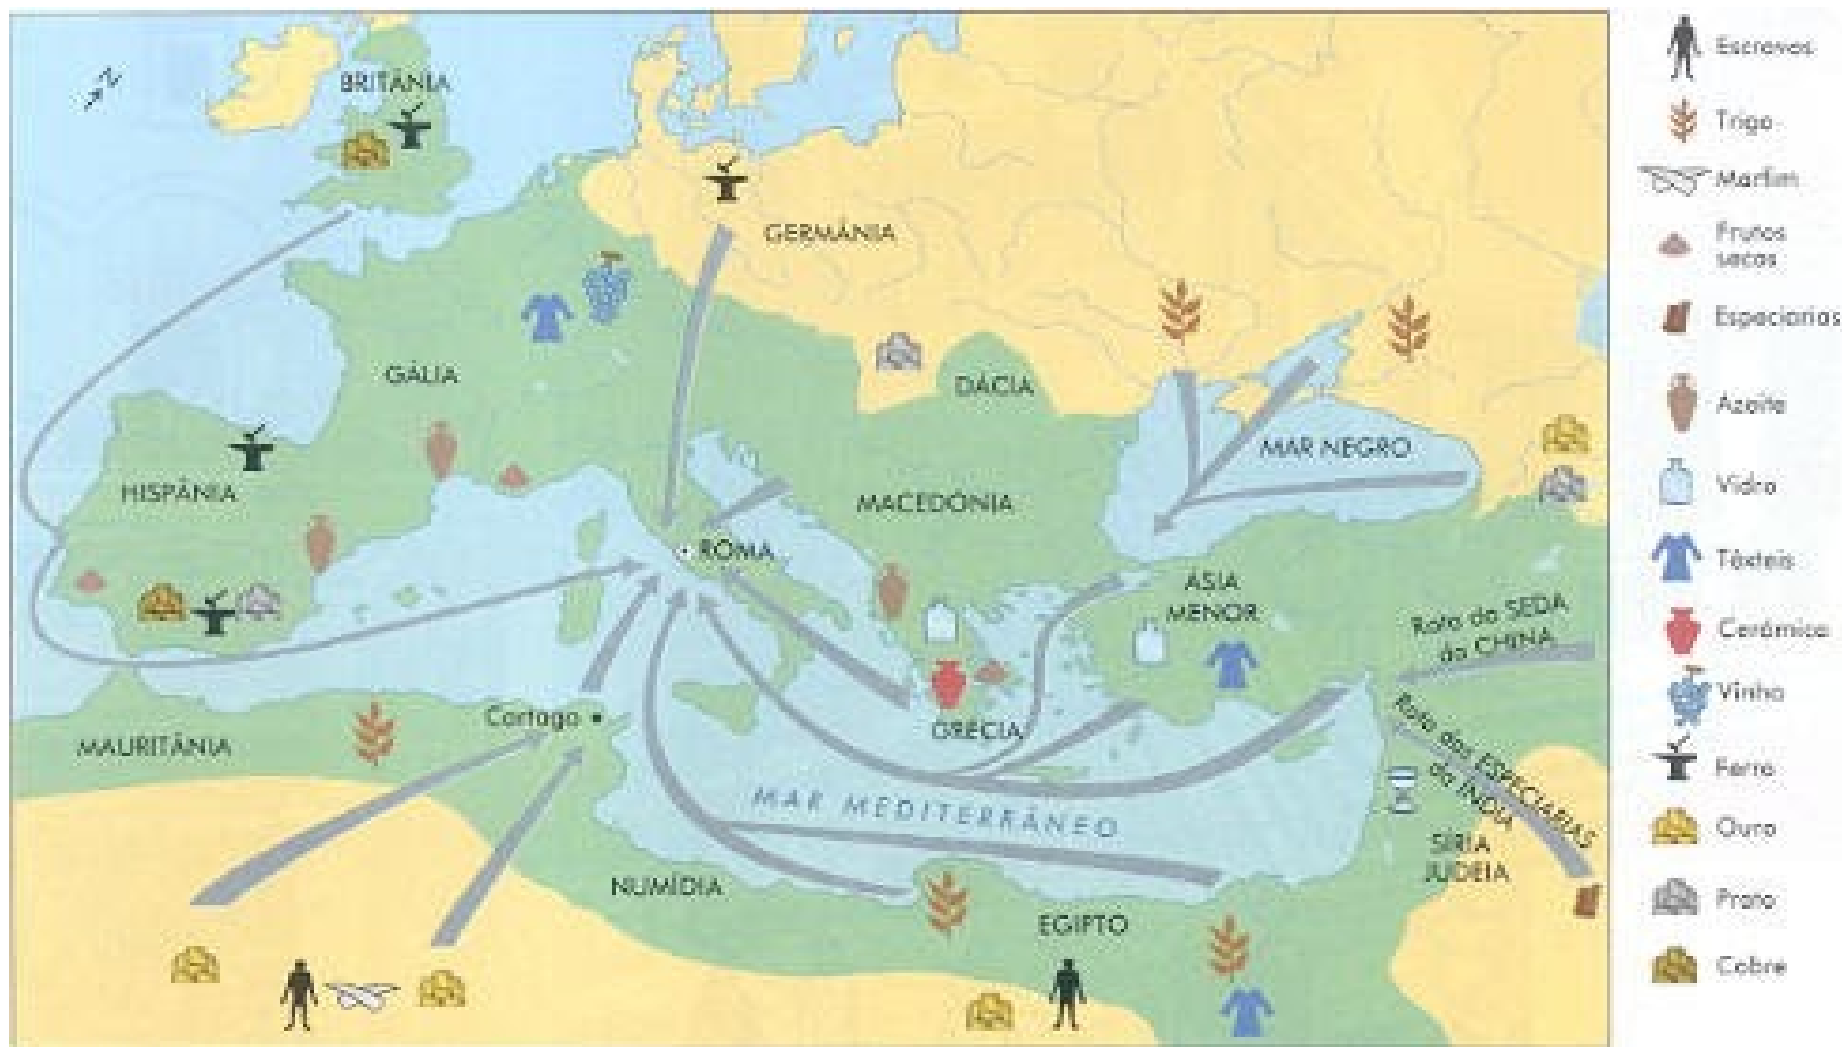 N
BRITÂNIA
GERMÂNIA
GÁLIA
DÁCIA
MAR NEGRO
HISPÂNIA
MACEDÓNIA
ROMA
ÁSIA
MENOR
Rota da SEDA
da CHINA
Cartago
GRÉCIA
MAURITÂNIA
Rota das ESPECIARIAS
da ÍNDIA
MAR MEDITERRÂNEO
SÍRIA
JUDEIA
NUMÍDIA
EGIPTO
Escravos
Trigo
Marfim
Frutos
secos
Especiarias
Azeite
Vidro
Têxteis
Cerâmica
Vinho
Ferro
Ouro
Prata
Cobre